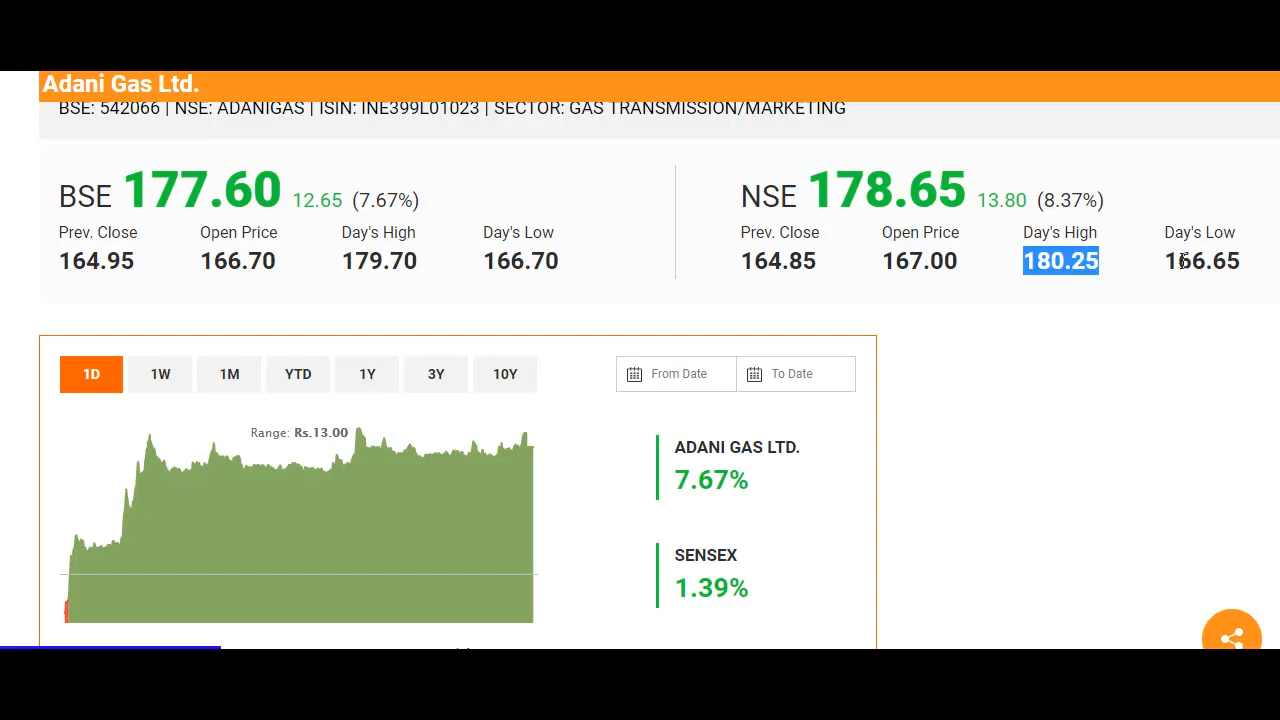 Adani Gas Ltd.
BSE: 542066 | NSE: ADANIGAS | ISIN: INE399L01023 | SECTOR: GAS TRANSMISSION/MARKETING
BSE 177.60 12.65 (7.67%)
Prev. Close Open Price Day's High Day's Low
164.95 166.70 179.70 166.70
NSE 178.65 13.80 (8.37%)
Prev. Close Open Price Day's High Day's Low
164.85 167.00 180.25 166.65
1D 1W 1M YTD 1Y 3Y 10Y
From Date To Date
Range: Rs.13.00
ADANI GAS LTD.
7.67%
SENSEX
1.39%